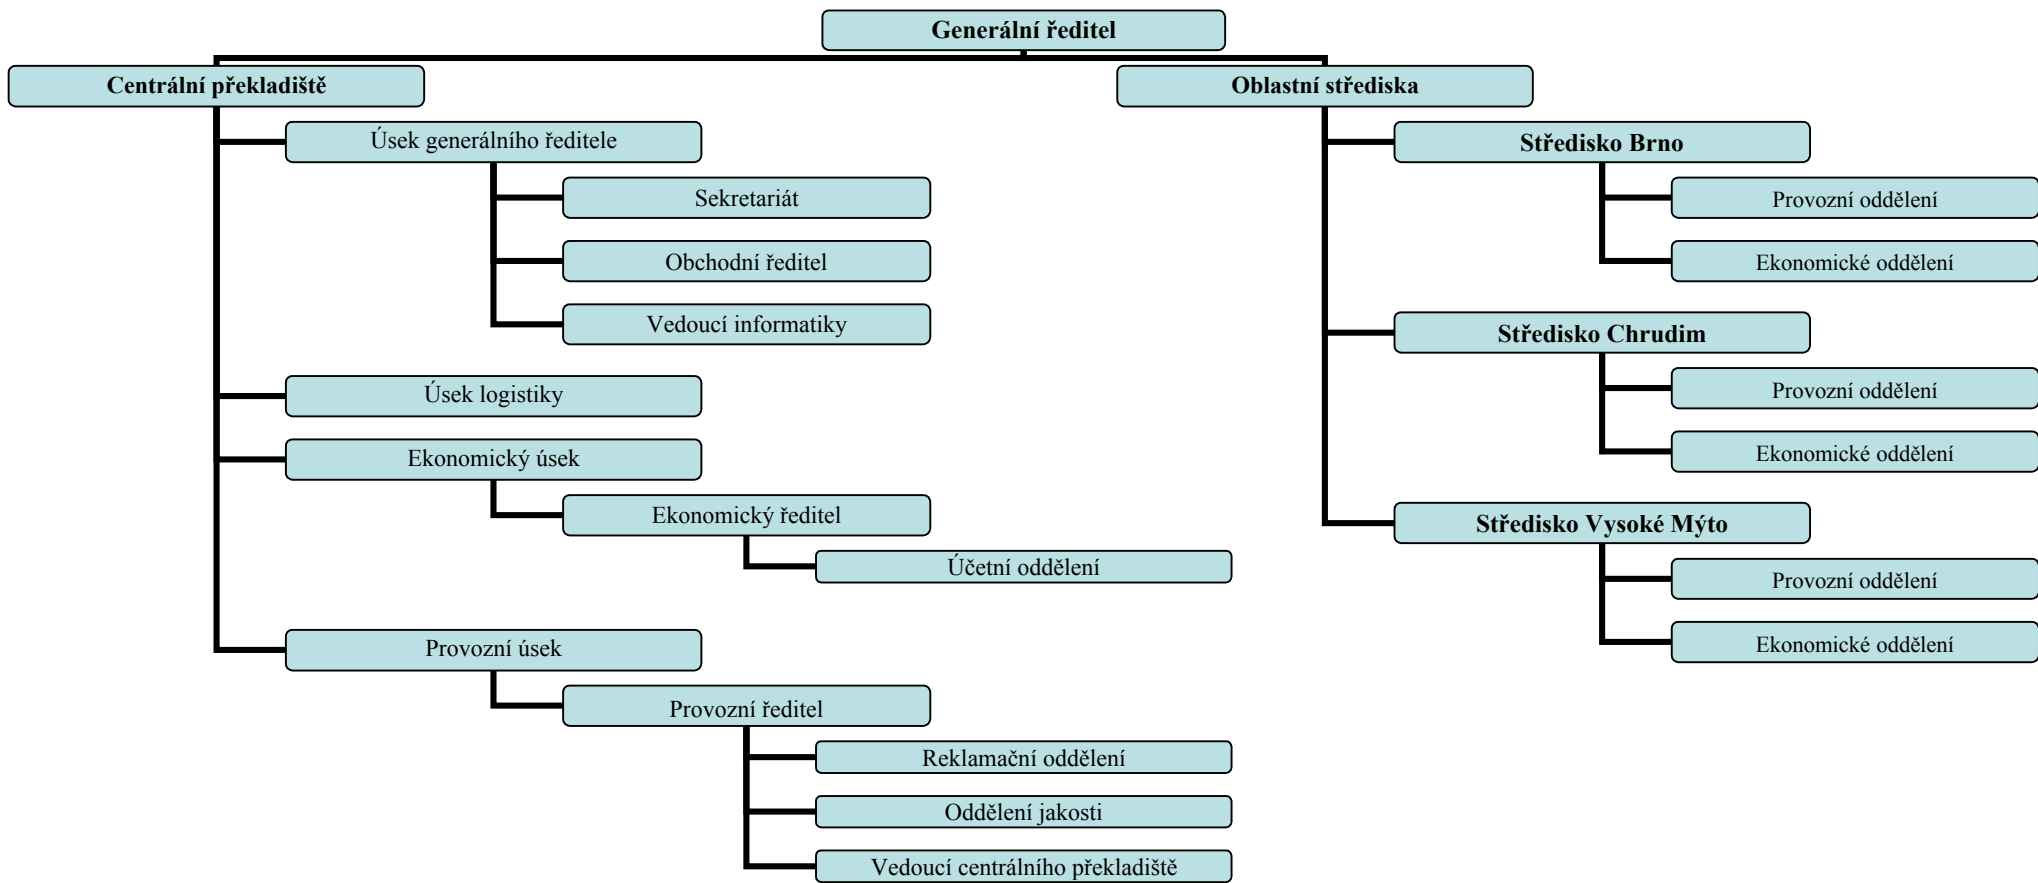 Generální ředitel
Centrální překladiště
Úsek generálního ředitele
Sekretariát
Obchodní ředitel
Vedoucí informatiky
Úsek logistiky
Ekonomický úsek
Ekonomický ředitel
Účetní oddělení
Provozní úsek
Provozní ředitel
Reklamační oddělení
Oddělení jakosti
Vedoucí centrálního překladiště
Oblastní střediska
Středisko Brno
Provozní oddělení
Ekonomické oddělení
Středisko Chrudim
Provozní oddělení
Ekonomické oddělení
Středisko Vysoké Mýto
Provozní oddělení
Ekonomické oddělení